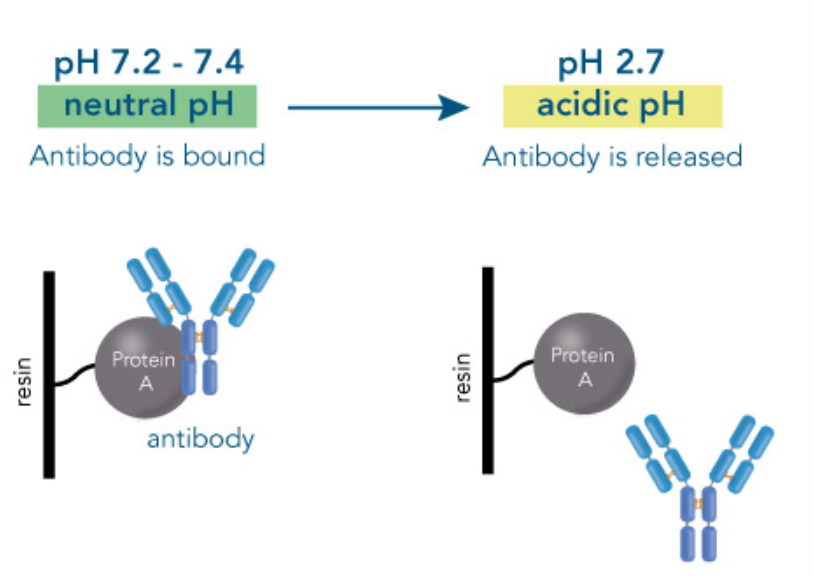 pH 7.2 - 7.4
neutral pH
Antibody is bound
pH 2.7
acidic pH
Antibody is released
resin
Protein
A
antibody
resin
Protein
A